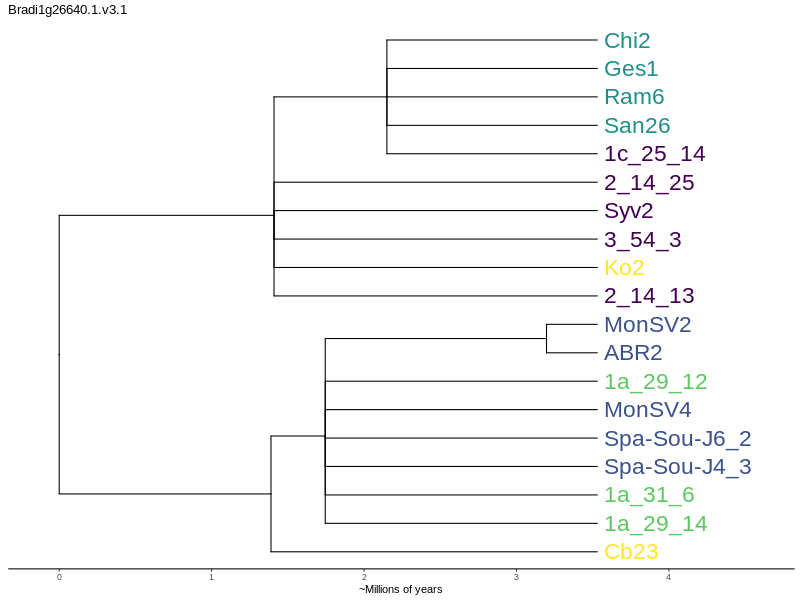 Bradi1g26640.1.v3.1
Chi2
Ges1
Ram6
San26
1c_25_14
2_14_25
Syv2
3_54_3
Ko2
2_14_13
MonSV2
ABR2
1a_29_12
MonSV4
Spa-Sou-J6_2
Spa-Sou-J4_3
1a_31_6
1a_29_14
Cb23
0 1 2 3 4
~Millions of years